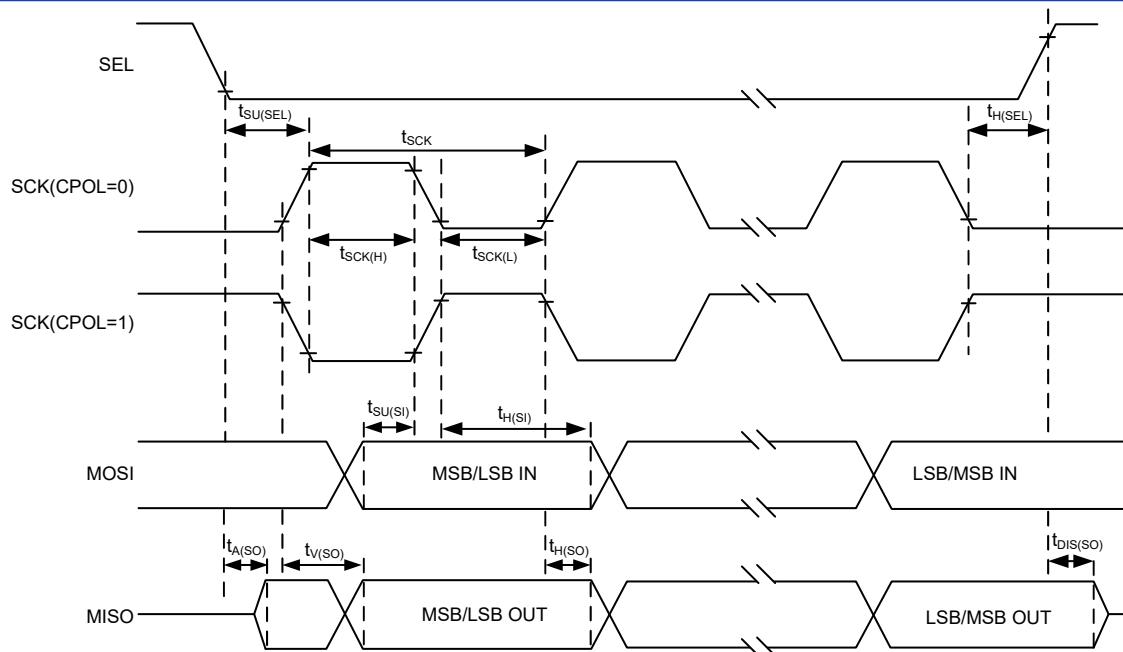 SEL
tSU(SEL)
tH(SEL)
tSCK
SCK(CPOL=0)
tSCK(H)
tSCK(L)
SCK(CPOL=1)
tSU(SI)
tH(SI)
MOSI
MSB/LSB IN
LSB/MSB IN
tA(SO)
tV(SO)
tH(SO)
tDIS(SO)
MISO
MSB/LSB OUT
LSB/MSB OUT